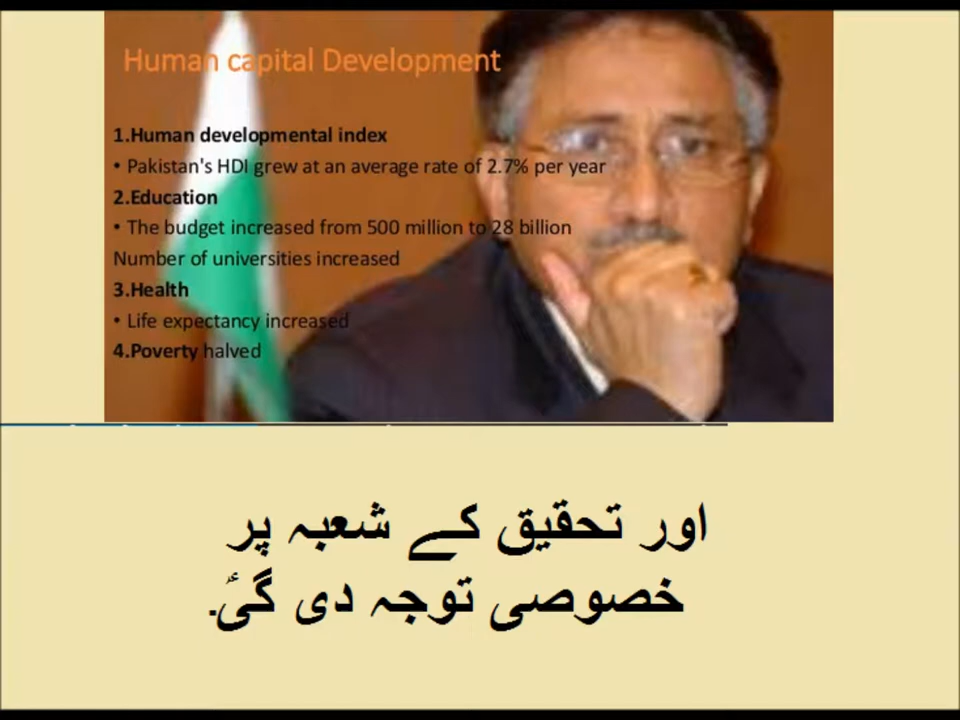 Human capital Development
1.Human developmental index
• Pakistan's HDI grew at an average rate of 2.7% per year
2.Education
• The budget increased from 500 million to 28 billion
Number of universities increased
3.Health
• Life expectancy increased
4.Poverty halved
اور تحقیق کے شعبہ پر
خصوصی توجہ دی گیٔ۔